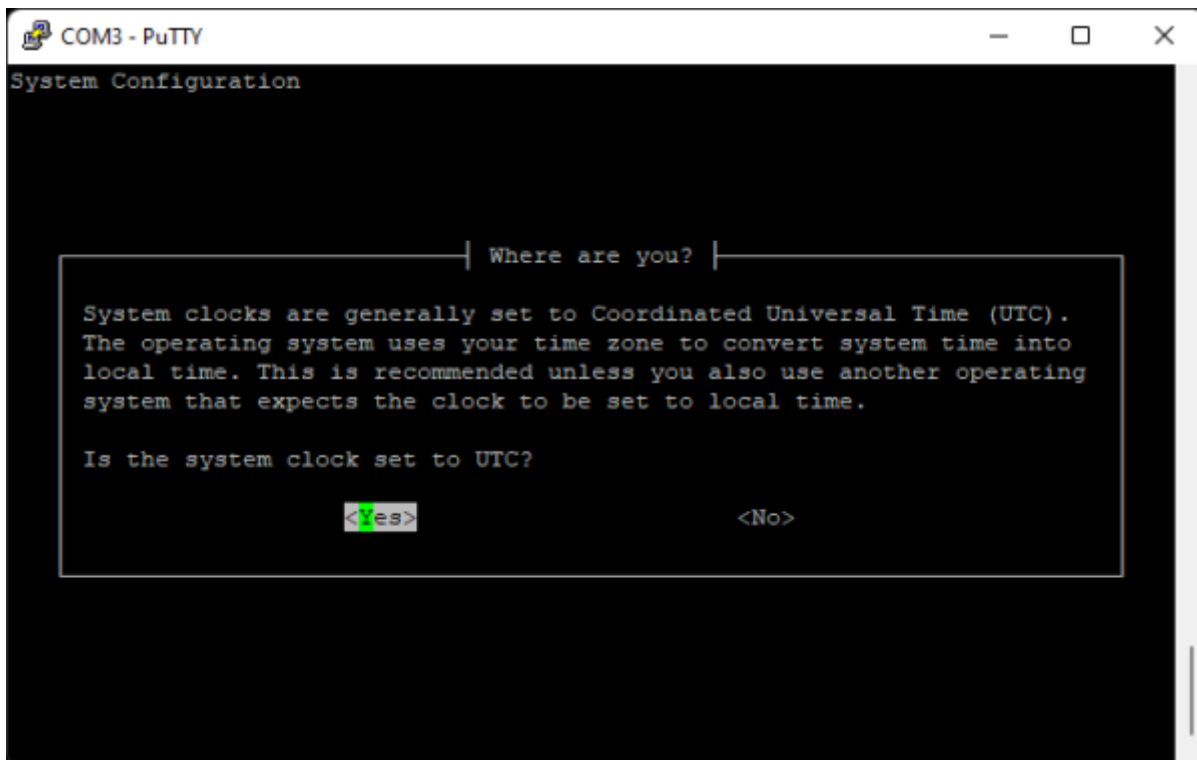 COM3 - PuTTY
System Configuration
Where are you?
System clocks are generally set to Coordinated Universal Time (UTC).
The operating system uses your time zone to convert system time into
local time. This is recommended unless you also use another operating
system that expects the clock to be set to local time.
Is the system clock set to UTC?
<Yes> <No>